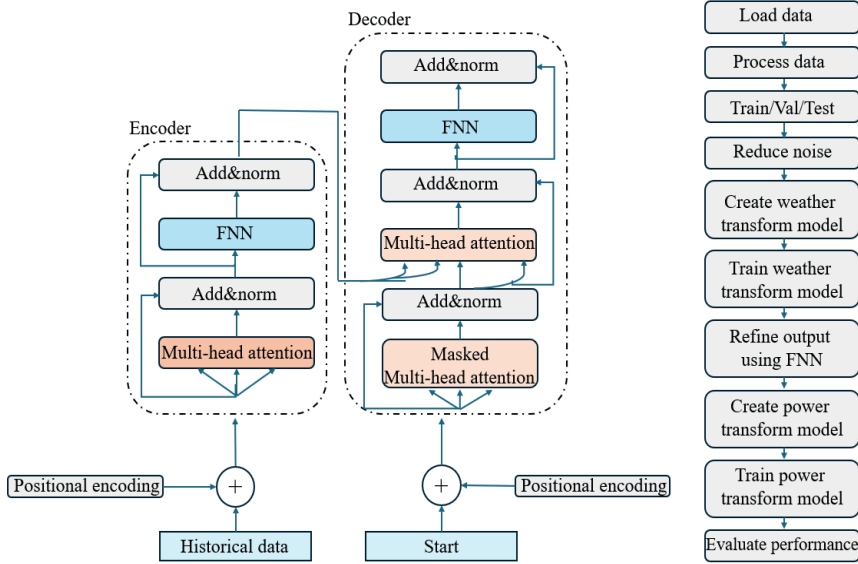 Decoder
Add&norm
FNN
Add&norm
Multi-head attention
Add&norm
Masked
Multi-head attention
Encoder
Add&norm
FNN
Add&norm
Multi-head attention
Positional encoding
+
Historical data
+
Positional encoding
Start
Load data
Process data
Train/Val/Test
Reduce noise
Create weather
transform model
Train weather
transform model
Refine output
using FNN
Create power
transform model
Train power
transform model
Evaluate performance